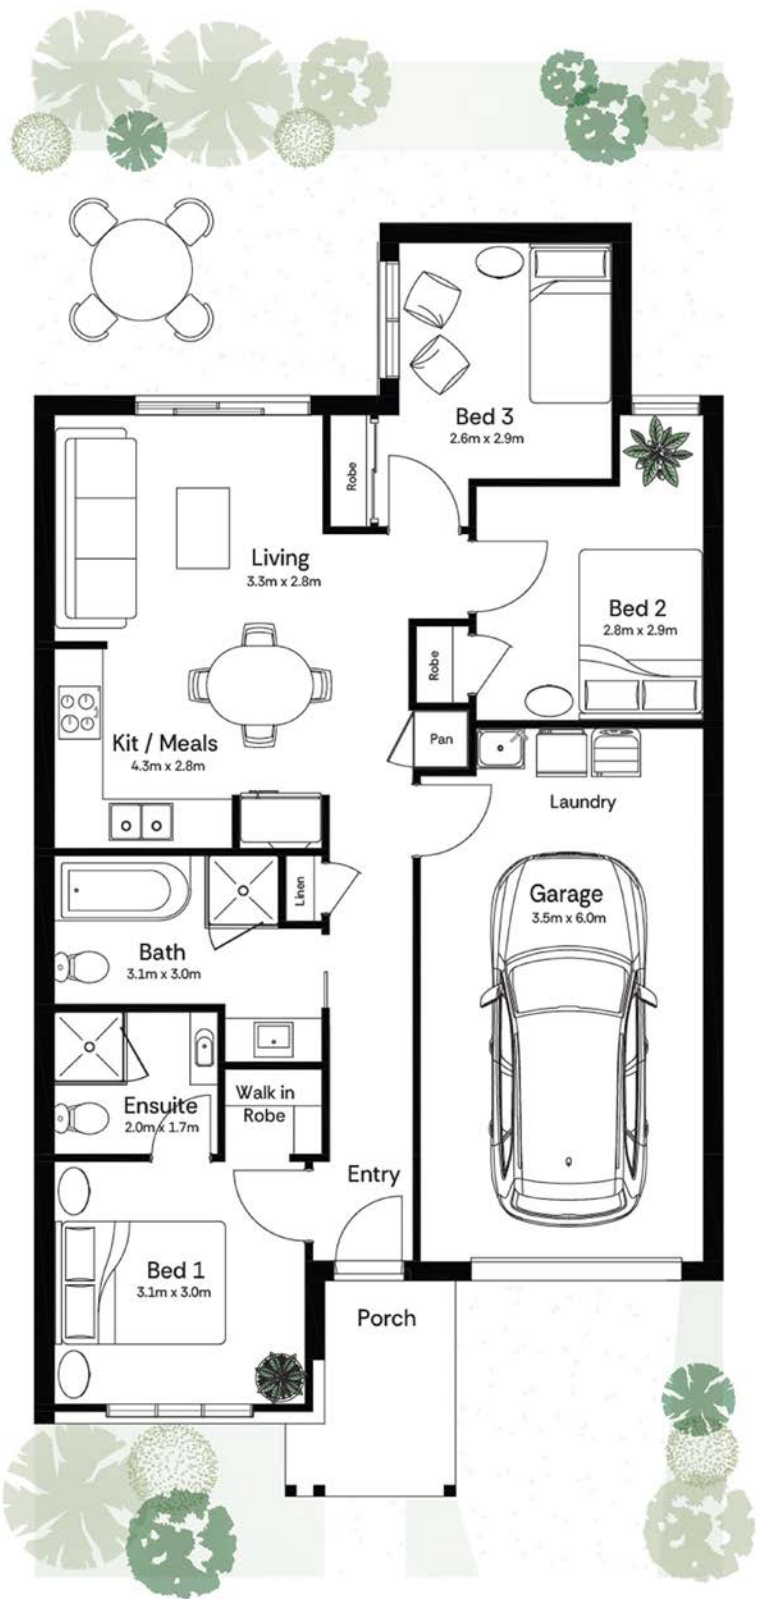 Bed 3
2.6m x 2.9m
Robe
Living
3.3m x 2.8m
Bed 2
2.8m x 2.9m
Robe
Kit / Meals
4.3m x 2.8m
Pan
Laundry
Linen
Garage
3.5m x 6.0m
Bath
3.1m x 3.0m
Walk in
Robe
Ensuite
2.0m x 1.7m
Entry
Bed 1
3.1m x 3.0m
Porch